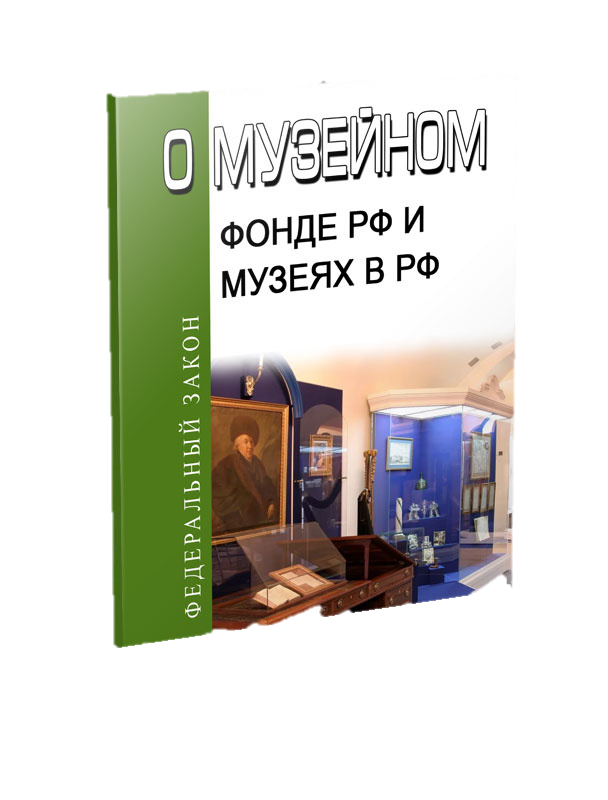 О МУЗЕЙНОМ
ФОНДЕ РФ И
МУЗЕЯХ В РФ
ФЕДЕРАЛЬНЫЙ ЗАКОН